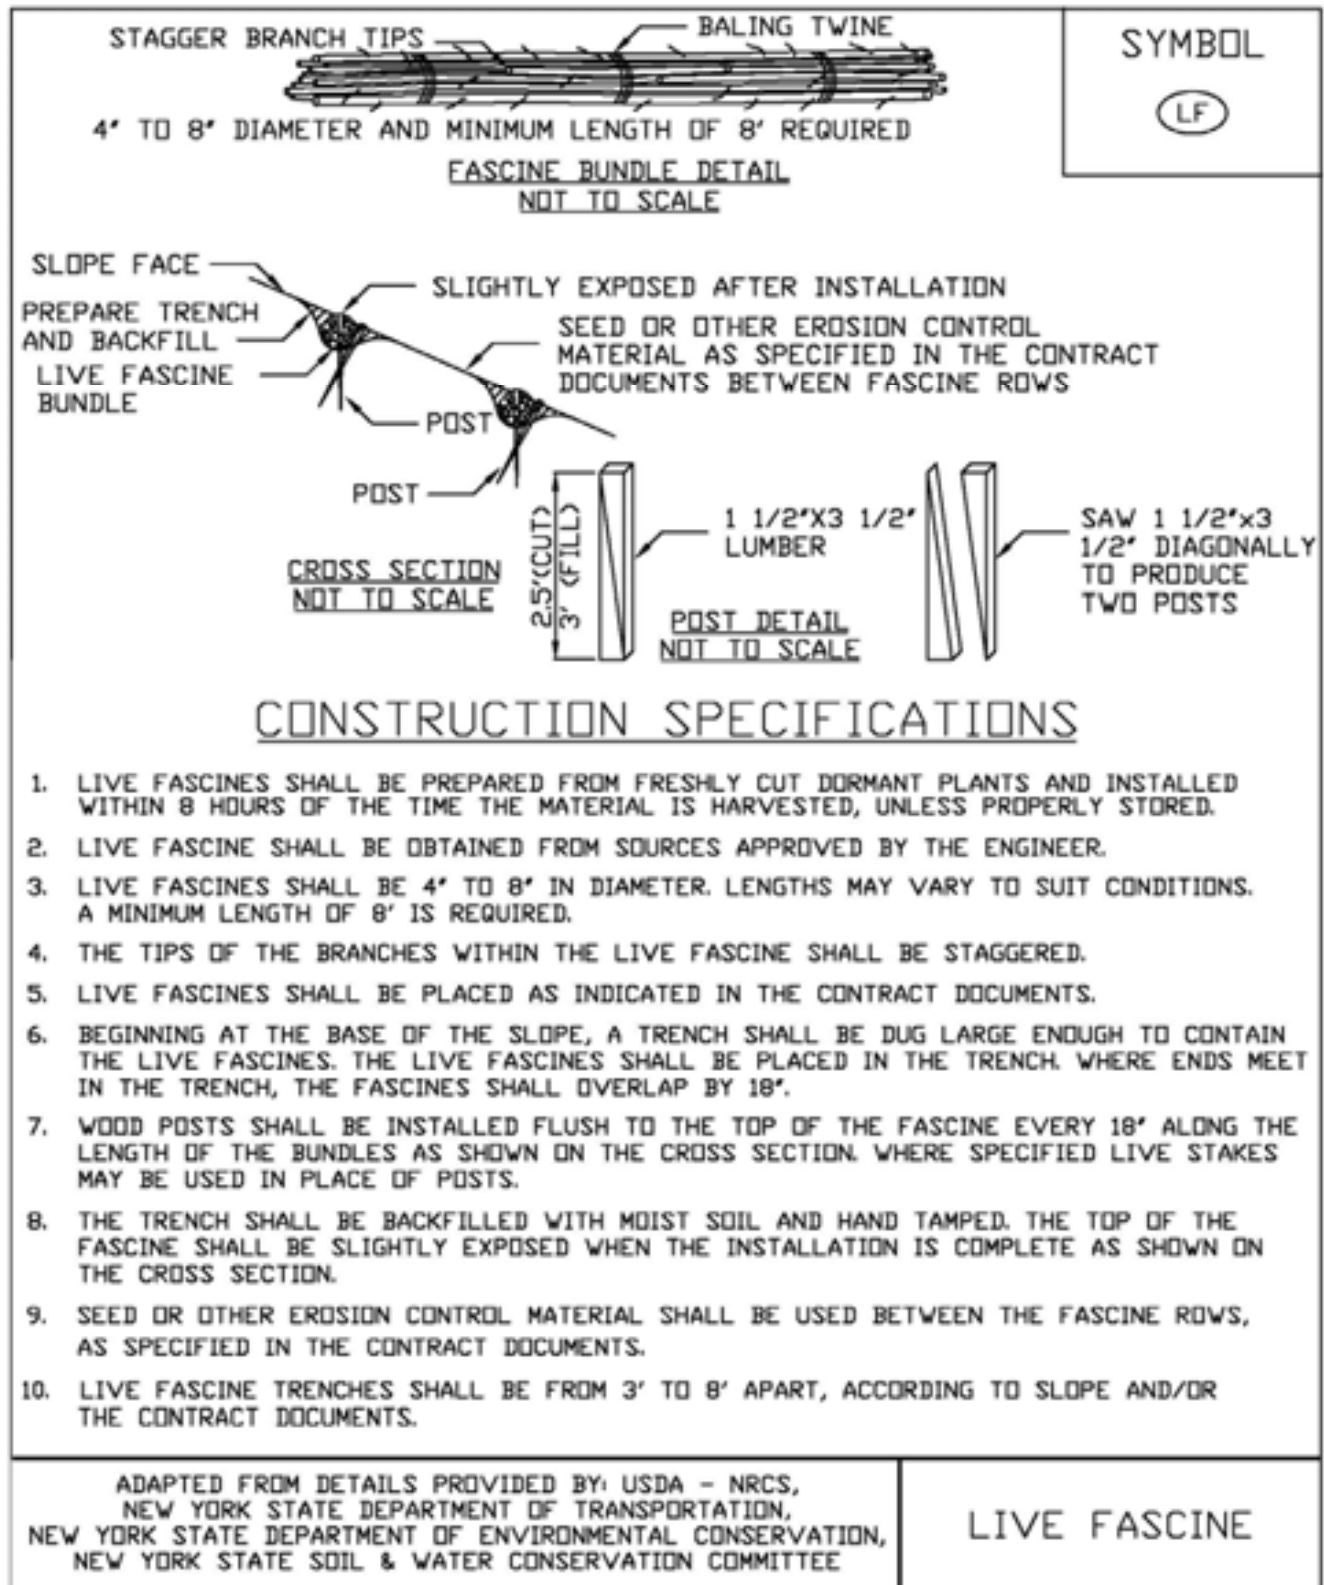 STAGGER BRANCH TIPS
BALING TWINE
4" TO 8" DIAMETER AND MINIMUM LENGTH OF 8' REQUIRED
FASCINE BUNDLE DETAIL
NOT TO SCALE
SYMBOL
LF
SLOPE FACE
SLIGHTLY EXPOSED AFTER INSTALLATION
PREPARE TRENCH
AND BACKFILL
SEED OR OTHER EROSION CONTROL
MATERIAL AS SPECIFIED IN THE CONTRACT
DOCUMENTS BETWEEN FASCINE ROWS
LIVE FASCINE
BUNDLE
POST
POST
CROSS SECTION
NOT TO SCALE
2.5'(CUT)
3' (FILL)
1 1/2"X3 1/2"
LUMBER
POST DETAIL
NOT TO SCALE
SAW 1 1/2"x3
1/2" DIAGONALLY
TO PRODUCE
TWO POSTS
CONSTRUCTION SPECIFICATIONS
1. LIVE FASCINES SHALL BE PREPARED FROM FRESHLY CUT DORMANT PLANTS AND INSTALLED
WITHIN 8 HOURS OF THE TIME THE MATERIAL IS HARVESTED, UNLESS PROPERLY STORED.
2. LIVE FASCINE SHALL BE OBTAINED FROM SOURCES APPROVED BY THE ENGINEER.
3. LIVE FASCINES SHALL BE 4" TO 8" IN DIAMETER. LENGTHS MAY VARY TO SUIT CONDITIONS.
A MINIMUM LENGTH OF 8' IS REQUIRED.
4. THE TIPS OF THE BRANCHES WITHIN THE LIVE FASCINE SHALL BE STAGGERED.
5. LIVE FASCINES SHALL BE PLACED AS INDICATED IN THE CONTRACT DOCUMENTS.
6. BEGINNING AT THE BASE OF THE SLOPE, A TRENCH SHALL BE DUG LARGE ENOUGH TO CONTAIN
THE LIVE FASCINES. THE LIVE FASCINES SHALL BE PLACED IN THE TRENCH. WHERE ENDS MEET
IN THE TRENCH, THE FASCINES SHALL OVERLAP BY 18".
7. WOOD POSTS SHALL BE INSTALLED FLUSH TO THE TOP OF THE FASCINE EVERY 18" ALONG THE
LENGTH OF THE BUNDLES AS SHOWN ON THE CROSS SECTION. WHERE SPECIFIED LIVE STAKES
MAY BE USED IN PLACE OF POSTS.
8. THE TRENCH SHALL BE BACKFILLED WITH MOIST SOIL AND HAND TAMPED. THE TOP OF THE
FASCINE SHALL BE SLIGHTLY EXPOSED WHEN THE INSTALLATION IS COMPLETE AS SHOWN ON
THE CROSS SECTION.
9. SEED OR OTHER EROSION CONTROL MATERIAL SHALL BE USED BETWEEN THE FASCINE ROWS,
AS SPECIFIED IN THE CONTRACT DOCUMENTS.
10. LIVE FASCINE TRENCHES SHALL BE FROM 3' TO 8' APART, ACCORDING TO SLOPE AND/OR
THE CONTRACT DOCUMENTS.
ADAPTED FROM DETAILS PROVIDED BY: USDA - NRCS,
NEW YORK STATE DEPARTMENT OF TRANSPORTATION,
NEW YORK STATE DEPARTMENT OF ENVIRONMENTAL CONSERVATION,
NEW YORK STATE SOIL & WATER CONSERVATION COMMITTEE
LIVE FASCINE